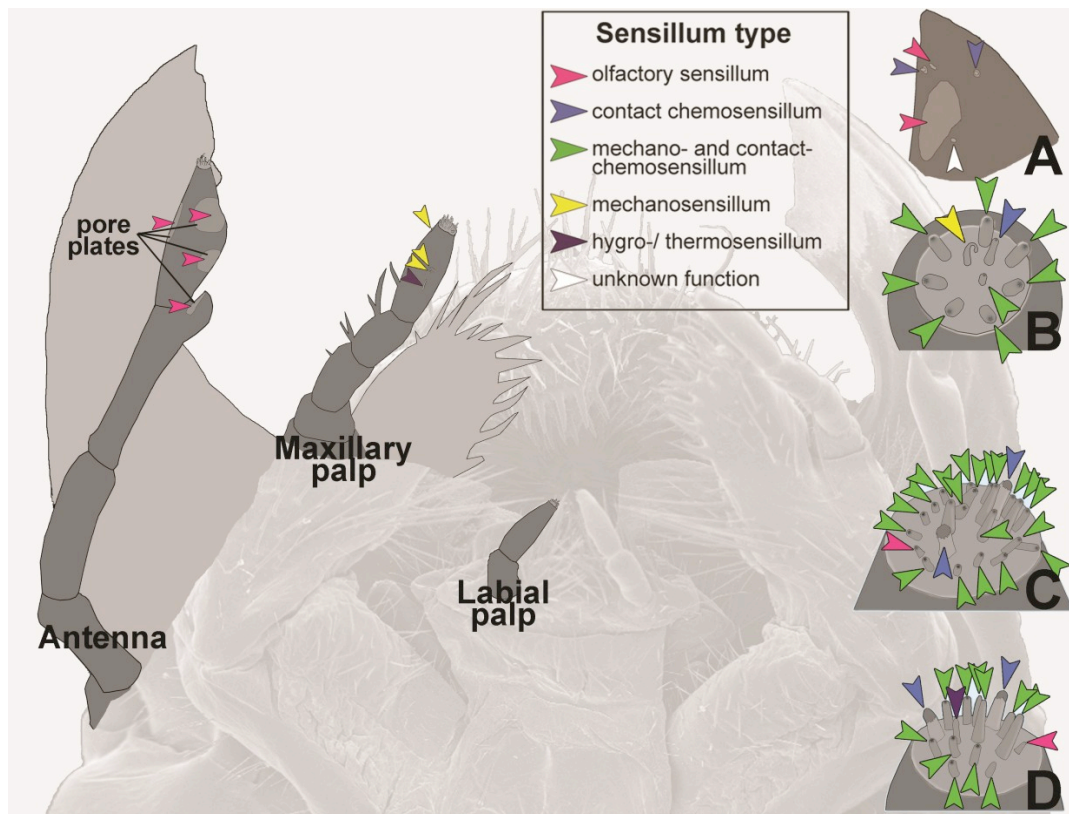 Sensillum type
olfactory sensillum
contact chemosensillum
mechano- and contact-
chemosensillum
mechanosensillum
hygro-/ thermosensillum
unknown function
A
pore
plates
B
Maxillary
palp
C
Labial
palp
Antenna
D